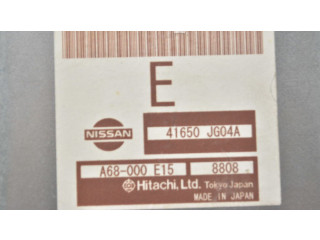 E
NISSAN 41650 JG04A
A68-000 E15 8808
Hitachi, Ltd. Tokyo Japan
MADE IN JAPAN